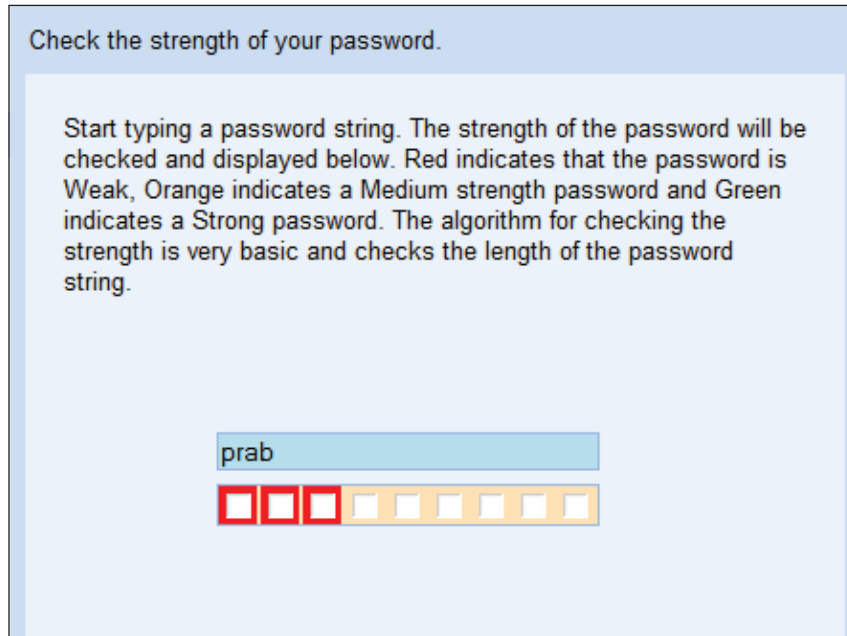 Check the strength of your password.
Start typing a password string. The strength of the password will be
checked and displayed below. Red indicates that the password is
Weak, Orange indicates a Medium strength password and Green
indicates a Strong password. The algorithm for checking the
strength is very basic and checks the length of the password
string.
prab